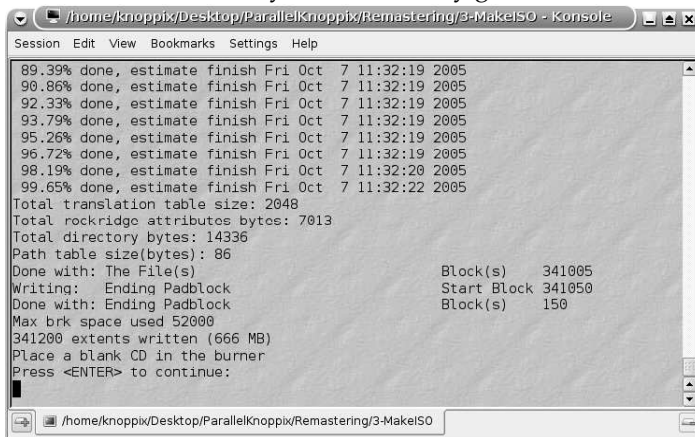 /home/knoppix/Desktop/ParallelKnoppix/Remastering/3-MakeISO - Konsole
Session Edit View Bookmarks Settings Help
89.39% done, estimate finish Fri Oct  7 11:32:19 2005
90.86% done, estimate finish Fri Oct  7 11:32:19 2005
92.33% done, estimate finish Fri Oct  7 11:32:19 2005
93.79% done, estimate finish Fri Oct  7 11:32:19 2005
95.26% done, estimate finish Fri Oct  7 11:32:19 2005
96.72% done, estimate finish Fri Oct  7 11:32:19 2005
98.19% done, estimate finish Fri Oct  7 11:32:20 2005
99.65% done, estimate finish Fri Oct  7 11:32:22 2005
Total translation table size: 2048
Total rockridge attributes bytes: 7013
Total directory bytes: 14336
Path table size(bytes): 86
Done with: The File(s) Block(s) 341005
Writing: Ending Padblock Start Block 341050
Done with: Ending Padblock Block(s) 150
Max brk space used 52000
341200 extents written (666 MB)
Place a blank CD in the burner
Press <ENTER> to continue:
/home/knoppix/Desktop/ParallelKnoppix/Remastering/3-MakeISO